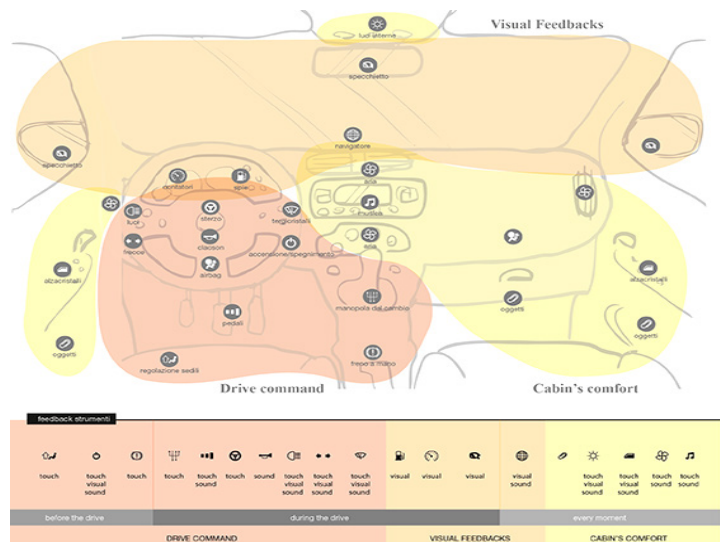 Visual Feedbacks
luci interne
specchietto
navigatore
specchietto
specchietto
contatori
spie
aria
luci
sterzo
tergicristalli
musica
frecce
clacson
accensione/spegnimento
aria
airbag
alzacristalli
alzacristalli
pedali
manopola del cambio
oggetti
oggetti
oggetti
regolazione sedili
freno a mano
Drive command
Cabin's comfort
feedback strumenti
touch touch touch touch touch touch sound touch touch touch visual visual visual visual touch touch touch touch
visual sound visual visual visual sound visual visual sound sound
sound sound sound sound sound sound
before the drive during the drive every moment
DRIVE COMMAND VISUAL FEEDBACKS CABIN'S COMFORT